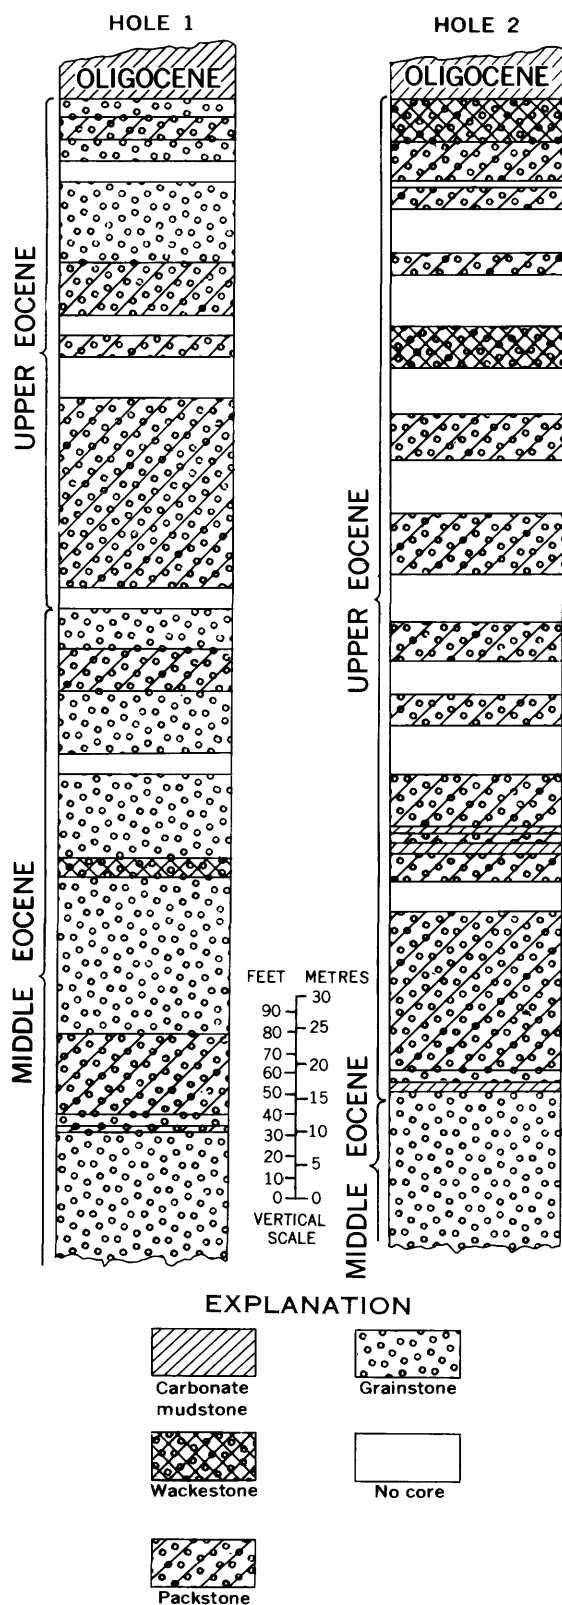 HOLE 1
HOLE 2
OLIGOCENE
OLIGOCENE
UPPER EOCENE
MIDDLE EOCENE
UPPER EOCENE
MIDDLE EOCENE
FEET METRES
90
80
70
60
50
40
30
20
10
0
30
25
20
15
10
5
0
VERTICAL
SCALE
EXPLANATION
Carbonate
mudstone
Grainstone
Wackestone
No core
Packstone